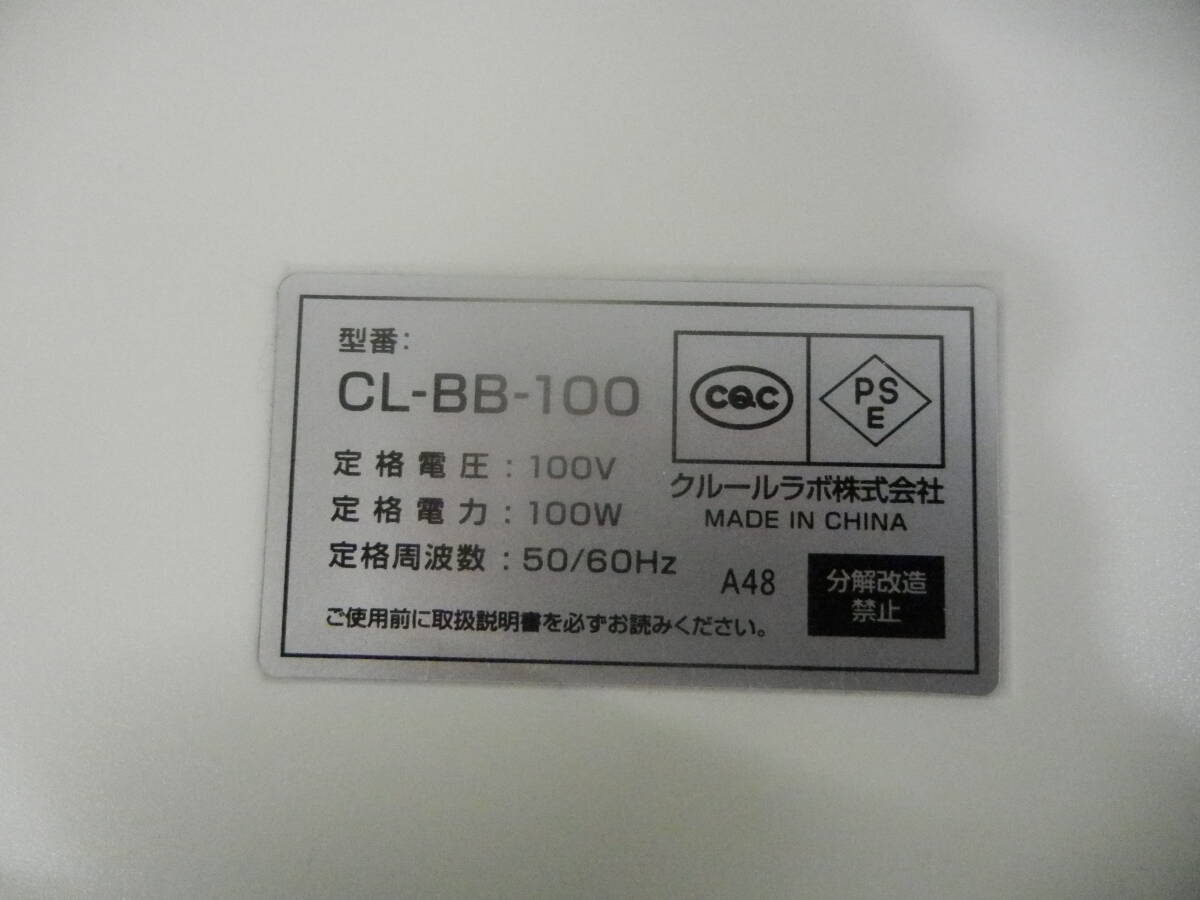 型番:
CL-BB-100
定格電圧 : 100V
定格電力 : 100W
定格周波数 : 50/60Hz
ご使用前に取扱説明書を必ずお読みください。
CQC
PS
E
クルールラボ株式会社
MADE IN CHINA
A48
分解改造
禁止